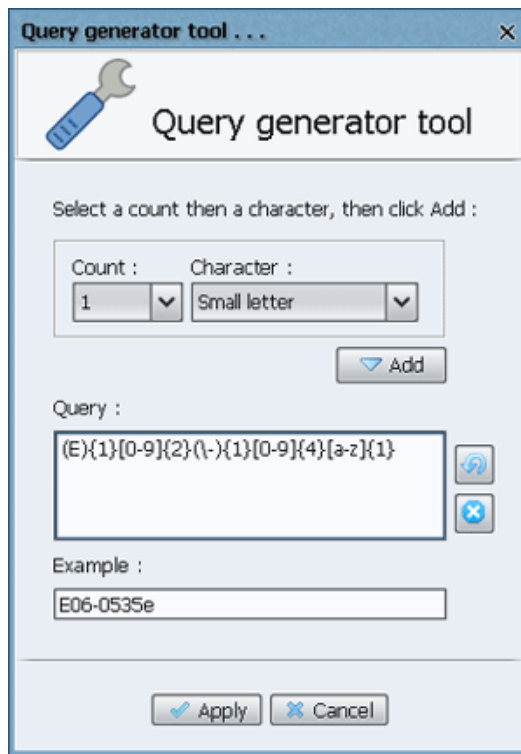 Query generator tool . . .
Query generator tool
Select a count then a character, then click Add :
Count : Character :
1 Small letter
Add
Query :
(E){1}[0-9]{2}(\-){1}[0-9]{4}[a-z]{1}
Example :
E06-0535e
Apply Cancel